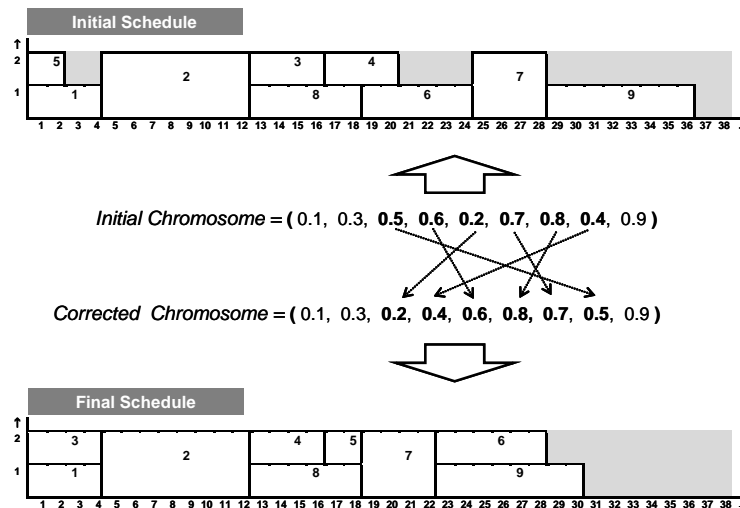 Initial Schedule
↑
2 5 2 3 4 7
1 1 8 6 9
1 2 3 4 5 6 7 8 9 10 11 12 13 14 15 16 17 18 19 20 21 22 23 24 25 26 27 28 29 30 31 32 33 34 35 36 37 38
Initial Chromosome = ( 0.1, 0.3, 0.5, 0.6, 0.2, 0.7, 0.8, 0.4, 0.9 )
Corrected Chromosome = ( 0.1, 0.3, 0.2, 0.4, 0.6, 0.8, 0.7, 0.5, 0.9 )
Final Schedule
↑
2 3 2 4 5 7 6
1 1 8 9
1 2 3 4 5 6 7 8 9 10 11 12 13 14 15 16 17 18 19 20 21 22 23 24 25 26 27 28 29 30 31 32 33 34 35 36 37 38